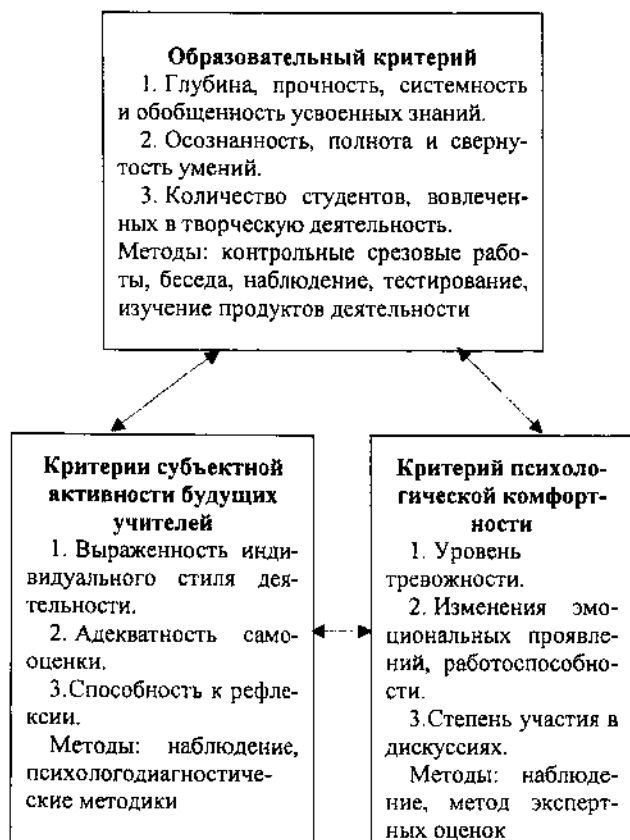 Образовательный критерий
1. Глубина, прочность, системность
и обобщенность усвоенных знаний.
2. Осознанность, полнота и сверну-
тость умений.
3. Количество студентов, вовлечен-
ных в творческую деятельность.
Методы: контрольные срезовые рабо-
ты, беседа, наблюдение, тестирование,
изучение продуктов деятельности
Критерии субъектной
активности будущих
учителей
1. Выраженность инди-
видуального стиля дея-
тельности.
2. Адекватность само-
оценки.
3.Способность к рефле-
ксии.
Методы: наблюдение,
психологодиагностиче-
ские методики
Критерий психоло-
гической комфорт-
ности
1. Уровень
тревожности.
2. Изменения эмо-
циональных проявле-
ний, работоспособно-
сти.
3.Степень участия в
дискуссиях.
Методы: наблюде-
ние, метод эксперт-
ных оценок